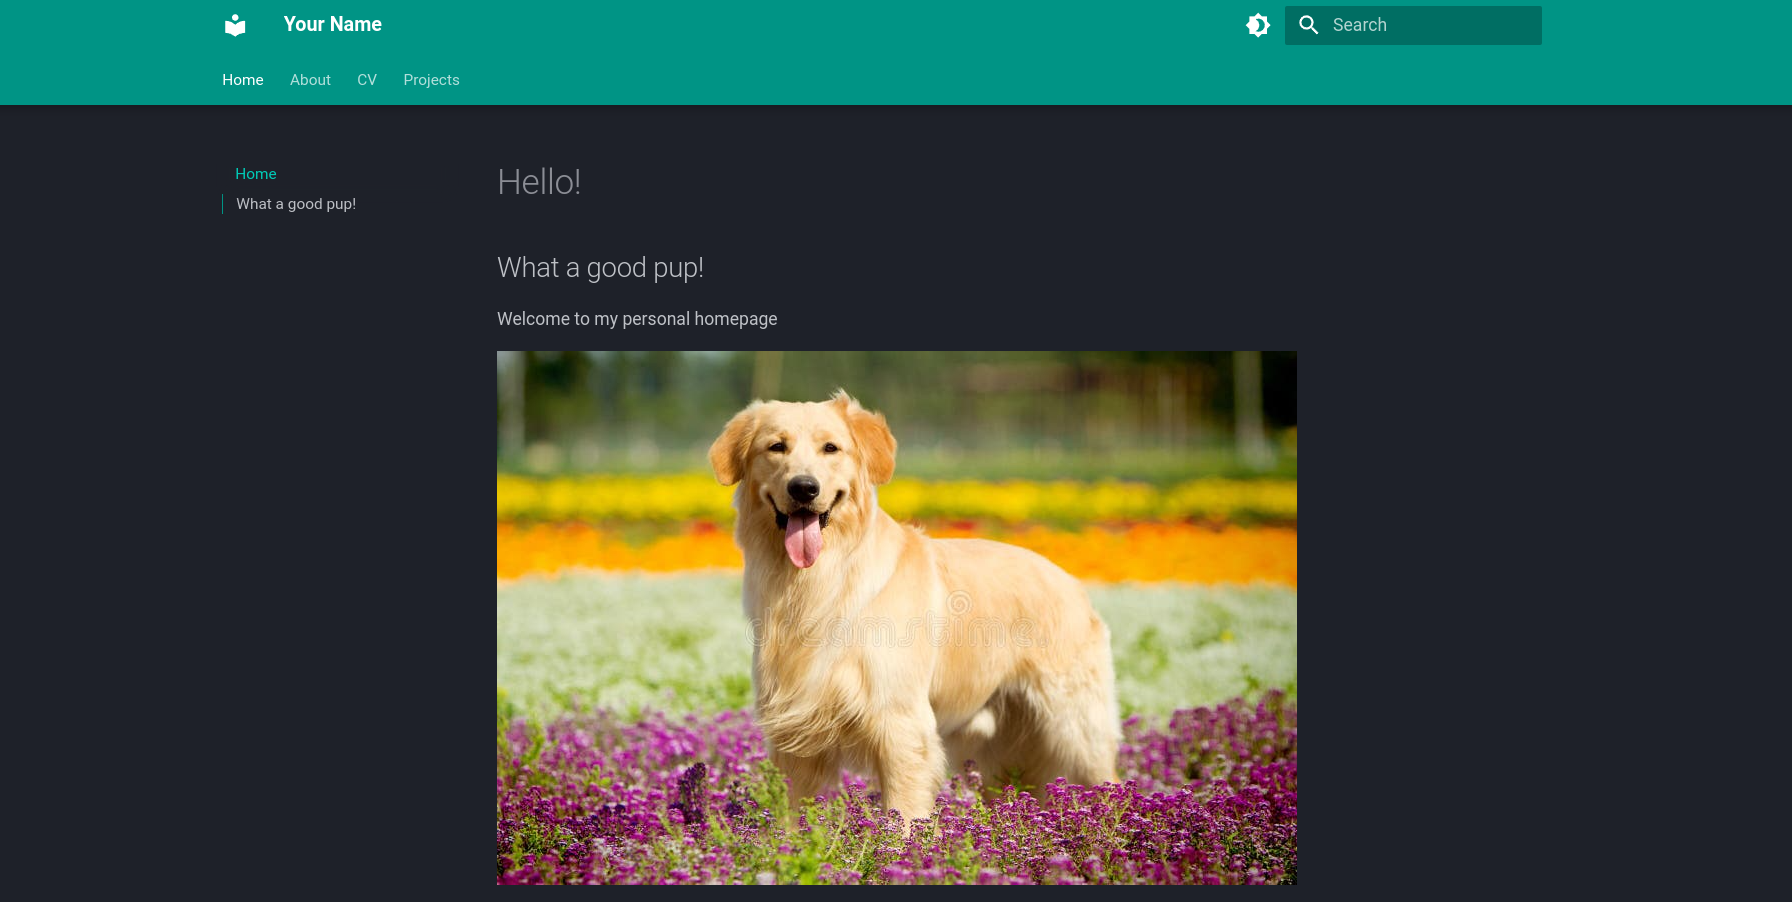 Your Name
Search
Home
About
CV
Projects
Home
What a good pup!
Hello!
What a good pup!
Welcome to my personal homepage
dreamstime.